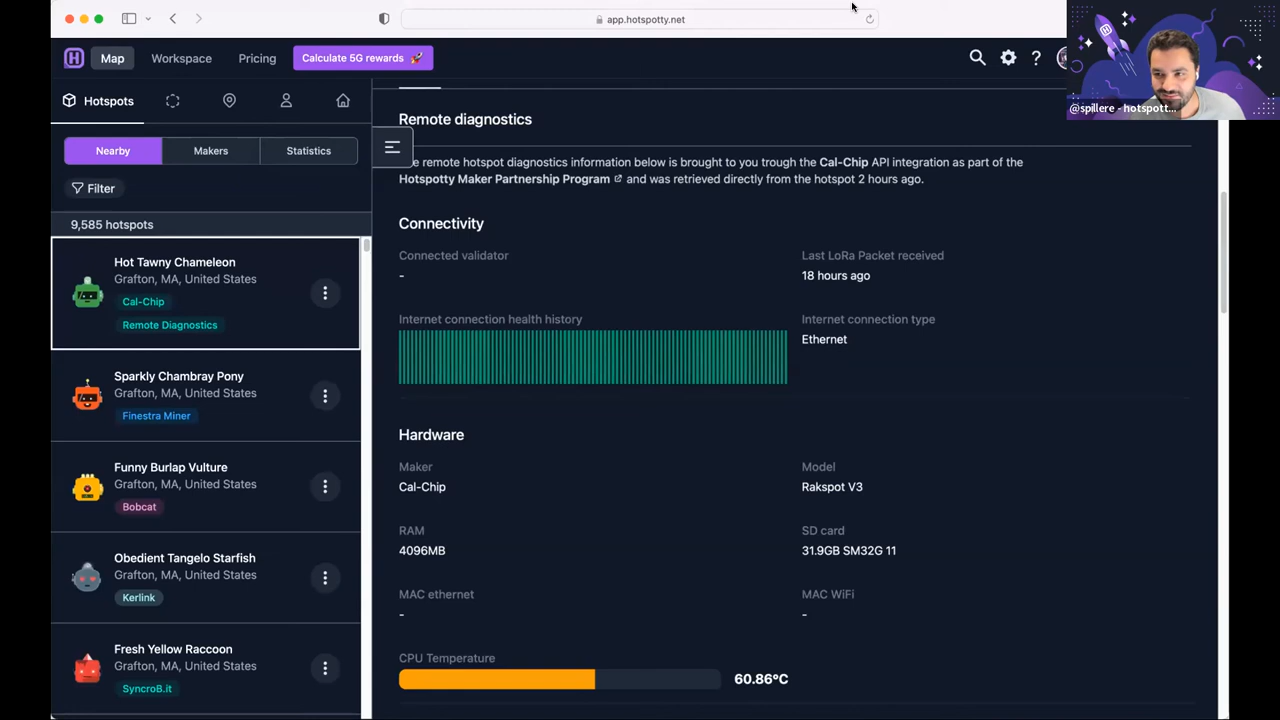 app.hotspotty.net
Map
Workspace
Pricing
Calculate 5G rewards 🚀
@spillere - hotspott...
Hotspots
Nearby
Makers
Statistics
Filter
9,585 hotspots
Hot Tawny Chameleon
Grafton, MA, United States
Cal-Chip
Remote Diagnostics
Sparkly Chambray Pony
Grafton, MA, United States
Finestra Miner
Funny Burlap Vulture
Grafton, MA, United States
Bobcat
Obedient Tangelo Starfish
Grafton, MA, United States
Kerlink
Fresh Yellow Raccoon
Grafton, MA, United States
SyncroB.it
Remote diagnostics
remote hotspot diagnostics information below is brought to you trough the Cal-Chip API integration as part of the
Hotspotty Maker Partnership Program and was retrieved directly from the hotspot 2 hours ago.
Connectivity
Connected validator
-
Last LoRa Packet received
18 hours ago
Internet connection health history
Internet connection type
Ethernet
Hardware
Maker
Cal-Chip
Model
Rakspot V3
RAM
4096MB
SD card
31.9GB SM32G 11
MAC ethernet
-
MAC WiFi
-
CPU Temperature
60.86°C